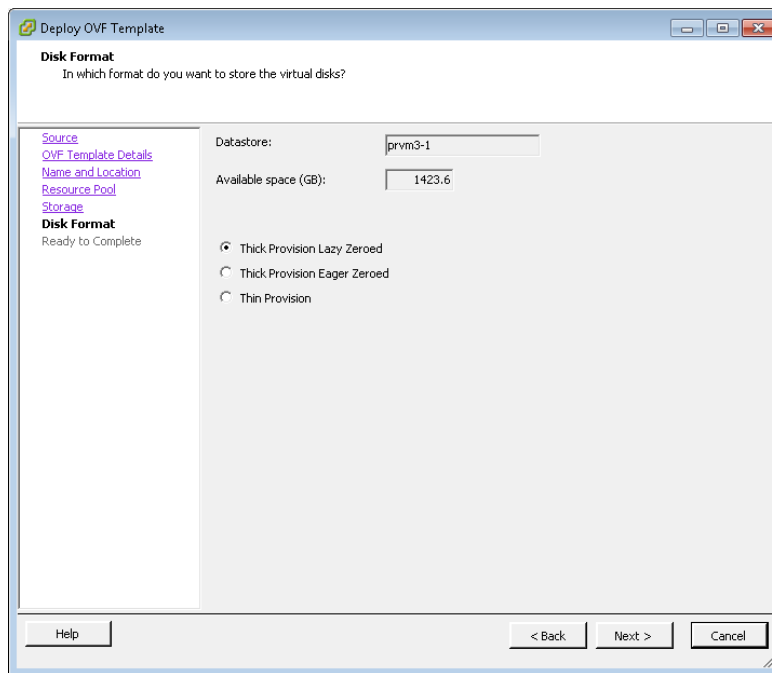 Deploy OVF Template
Disk Format
In which format do you want to store the virtual disks?
Source
OVF Template Details
Name and Location
Resource Pool
Storage
Disk Format
Ready to Complete
Datastore: prvm3-1
Available space (GB): 1423.6
Thick Provision Lazy Zeroed
Thick Provision Eager Zeroed
Thin Provision
Help < Back Next > Cancel